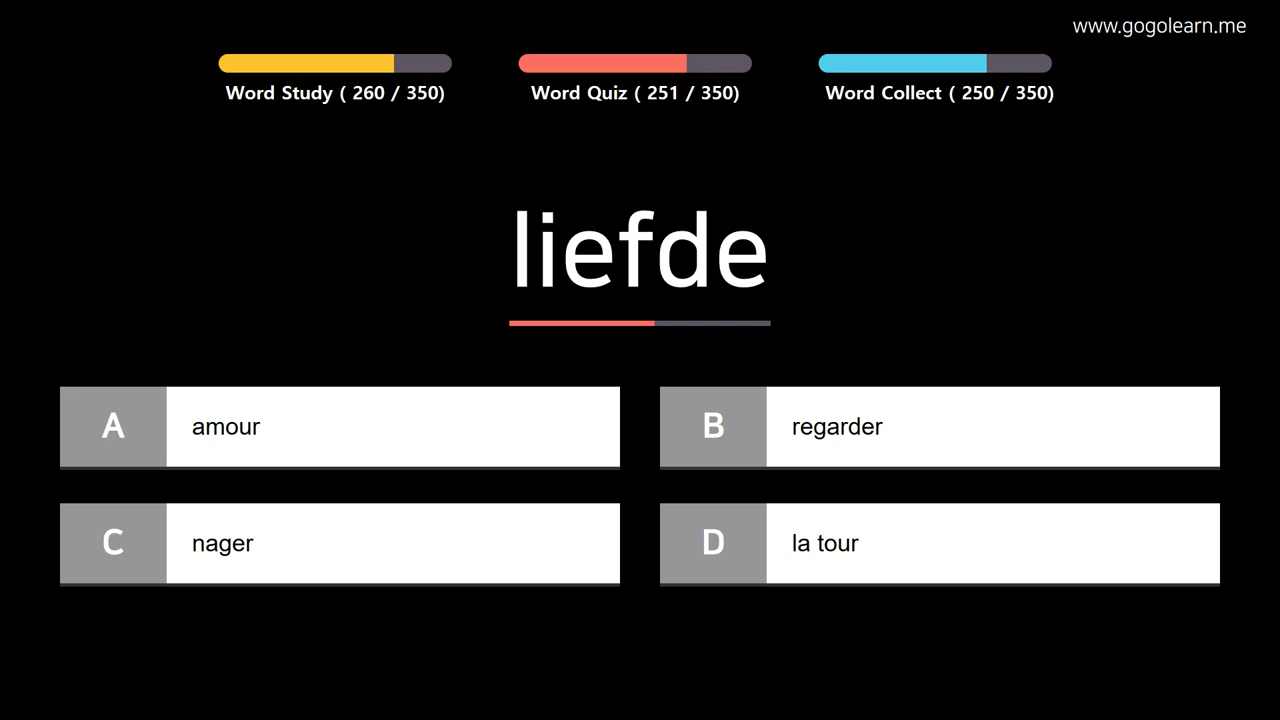 www.gogolearn.me
Word Study ( 260 / 350) Word Quiz ( 251 / 350) Word Collect ( 250 / 350)
liefde
A amour
B regarder
C nager
D la tour